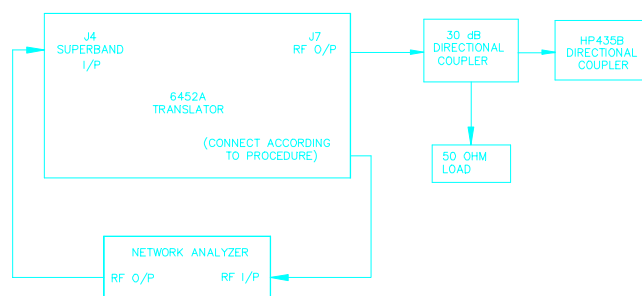 J4
SUPERBAND
I/P
J7
RF O/P
6452A
TRANSLATOR
(CONNECT ACCORDING
TO PROCEDURE)
30 dB
DIRECTIONAL
COUPLER
HP435B
DIRECTIONAL
COUPLER
50 OHM
LOAD
NETWORK ANALYZER
RF O/P
RF I/P